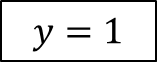 y = 1